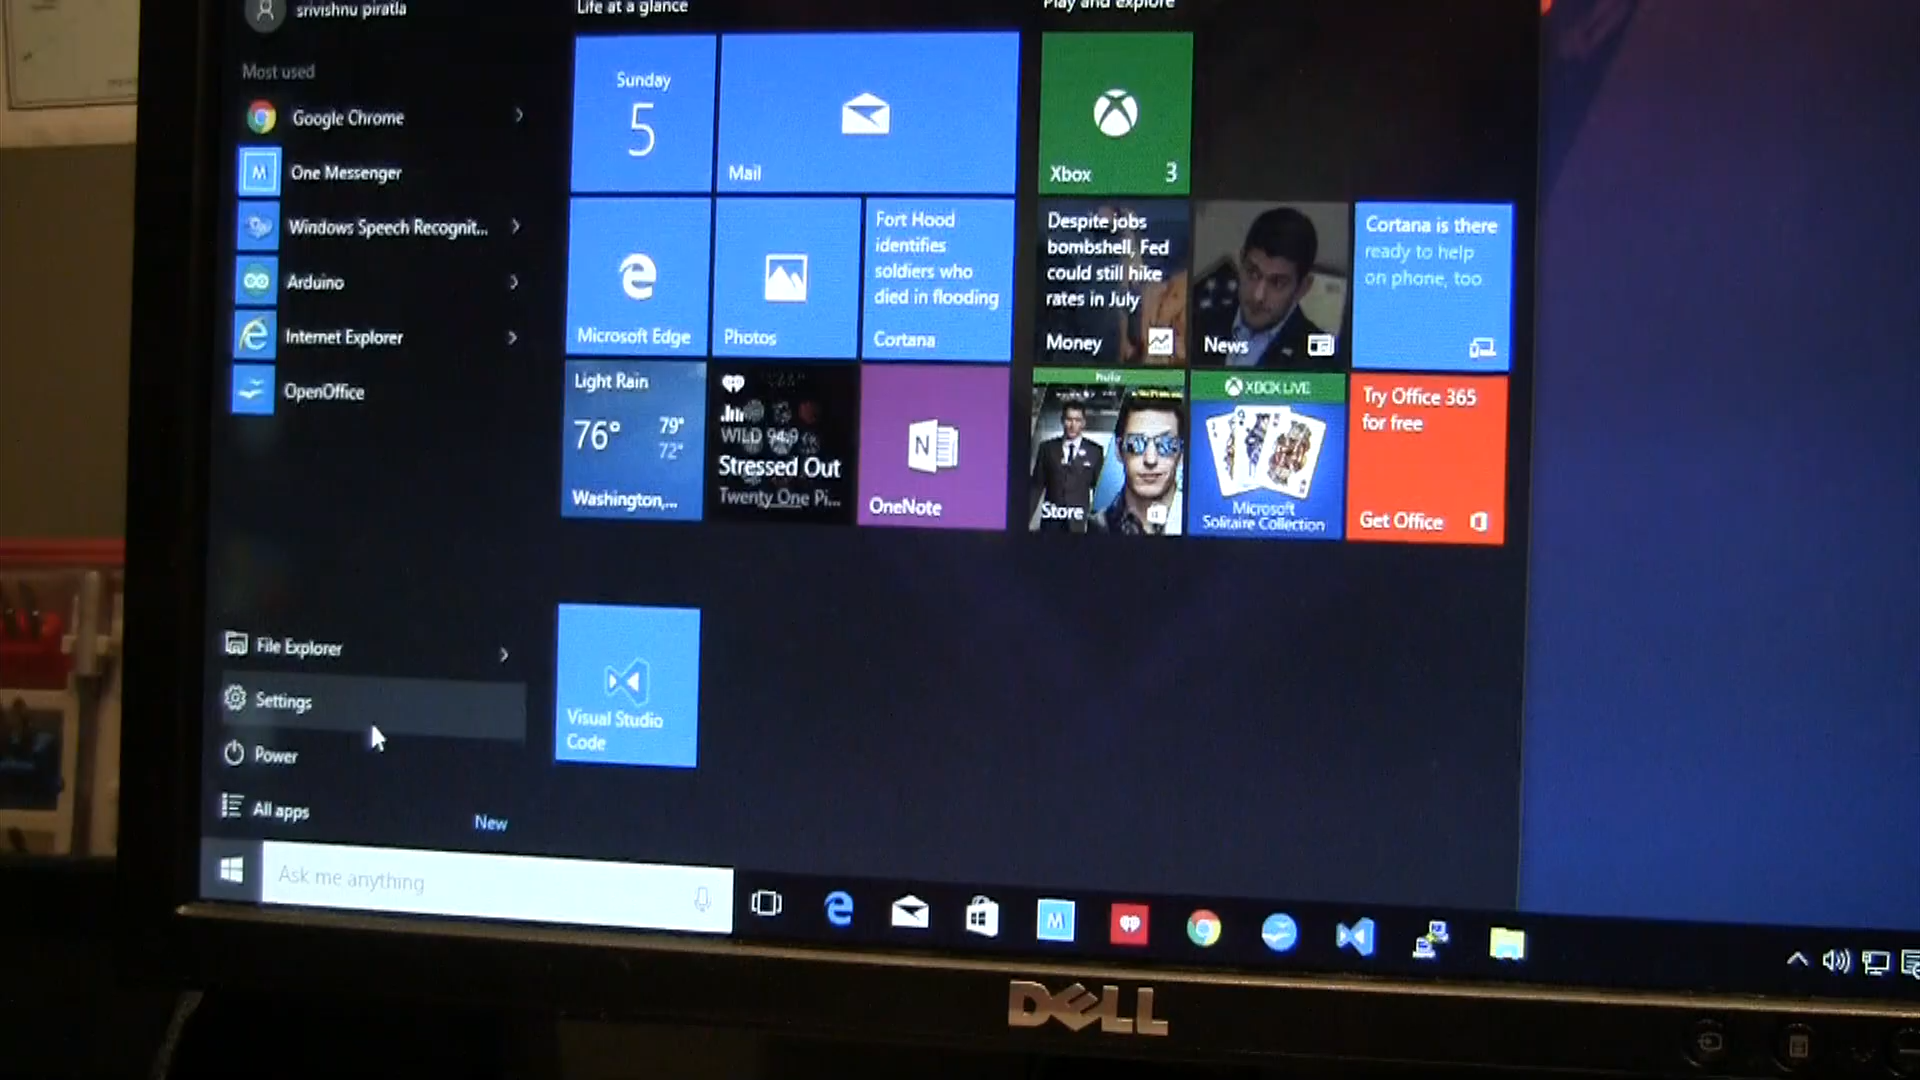 srivishnu piratla
Life at a glance
Play and explore
Most used
Google Chrome
M
One Messenger
Windows Speech Recognit...
Arduino
Internet Explorer
OpenOffice
File Explorer
Settings
Power
All apps
New
Ask me anything
Sunday
5
Mail
Microsoft Edge
Photos
Fort Hood
identifies
soldiers who
died in flooding
Cortana
Light Rain
76°
79°
72°
Washington,...
WILD 94.9
Stressed Out
Twenty One Pi...
N
OneNote
Visual Studio
Code
Xbox
3
Despite jobs
bombshell, Fed
could still hike
rates in July
Money
News
Cortana is there
ready to help
on phone, too
hulu
Store
XBOX LIVE
Microsoft
Solitaire Collection
Try Office 365
for free
Get Office
M
DELL